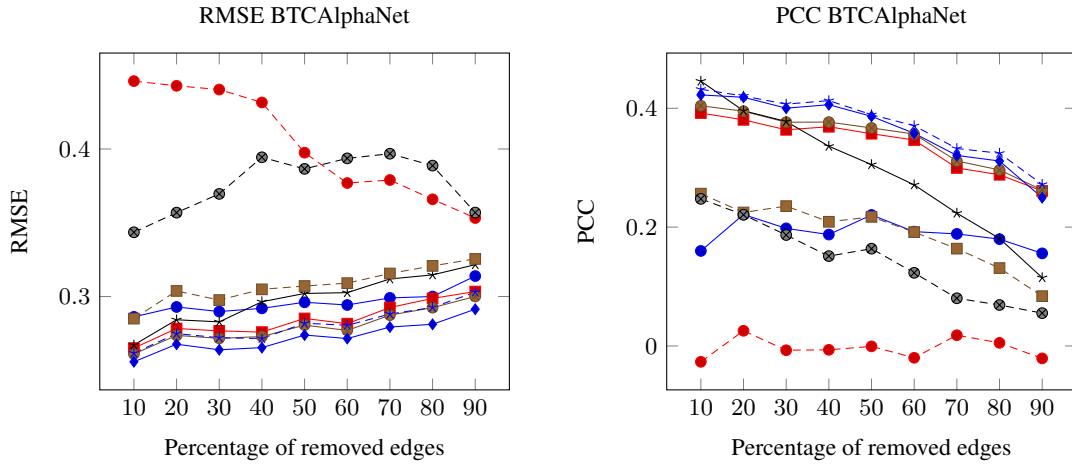 RMSE BTCAlphaNet
0.4
0.3
RMSE
10 20 30 40 50 60 70 80 90
Percentage of removed edges
PCC BTCAlphaNet
0.4
0.2
0
PCC
10 20 30 40 50 60 70 80 90
Percentage of removed edges